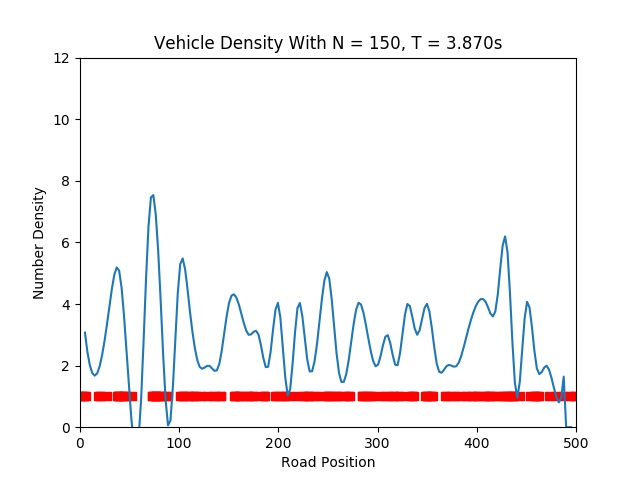 Vehicle Density With N = 150, T = 3.870s
12
10
8
6
4
2
0
Number Density
0 100 200 300 400 500
Road Position